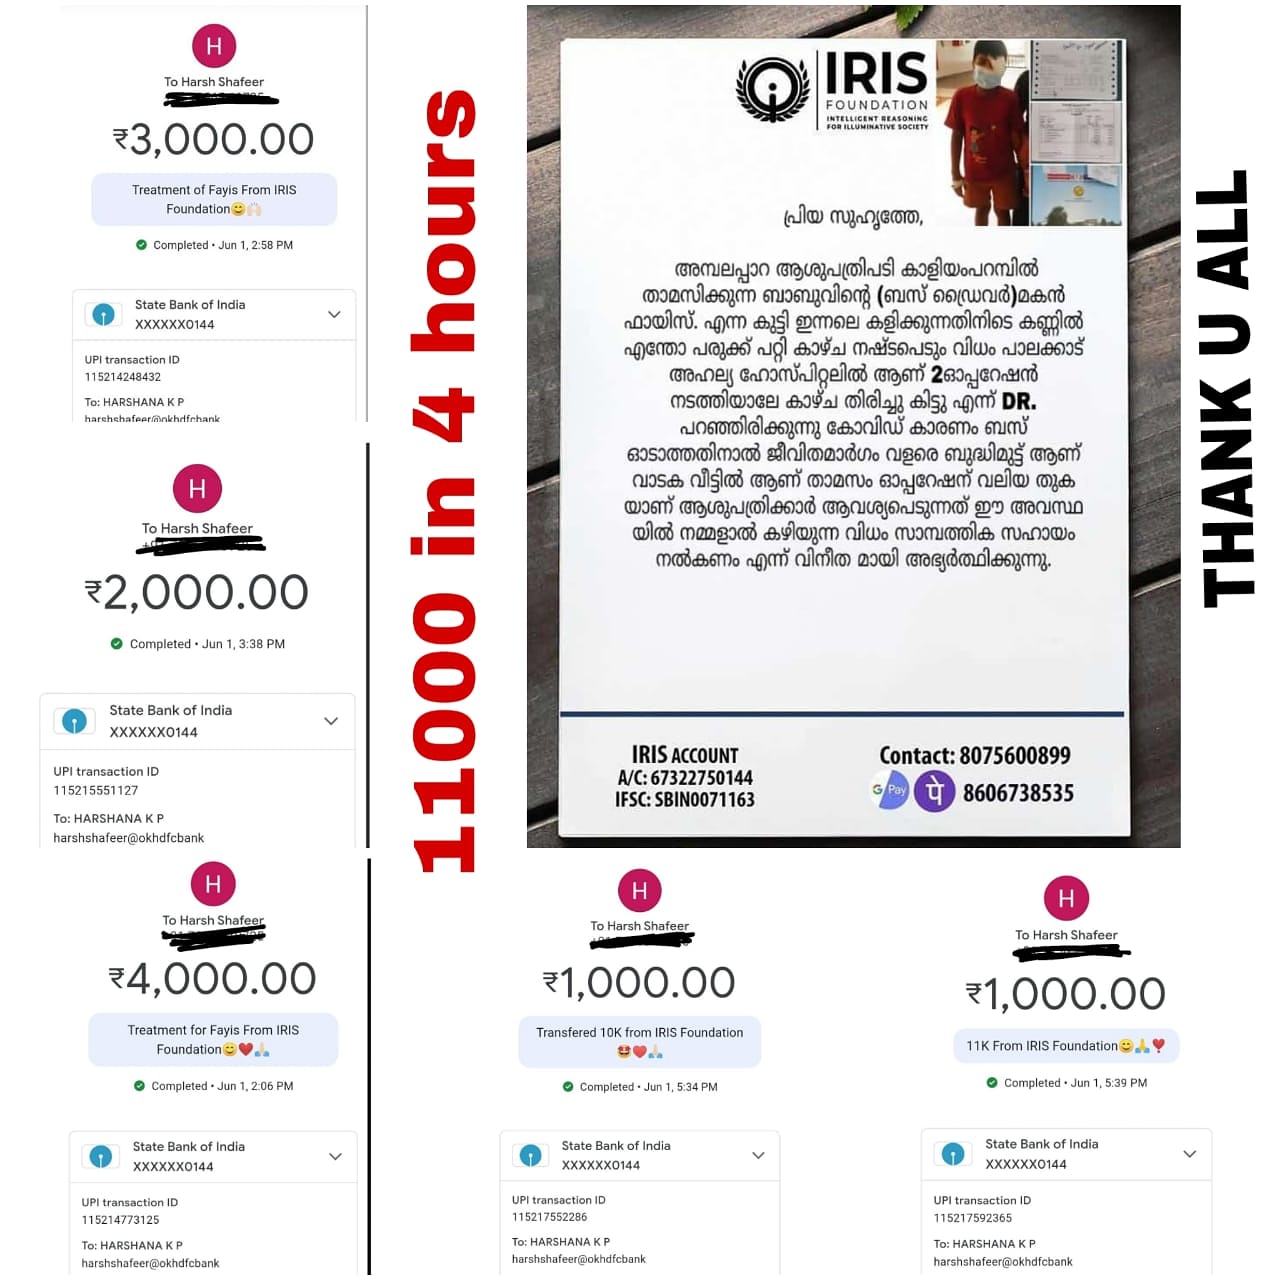 H
To Harsh Shafeer
₹3,000.00
Treatment of Fayis From IRIS
Foundation😊🙌🏻
Completed • Jun 1, 2:58 PM
State Bank of India
XXXXXX0144
UPI transaction ID
115214248432
To: HARSHANA K P
harshshafeer@okhdfcbank
H
To Harsh Shafeer
₹2,000.00
Completed • Jun 1, 3:38 PM
State Bank of India
XXXXXX0144
UPI transaction ID
115215551127
To: HARSHANA K P
harshshafeer@okhdfcbank
11000 in 4 hours
IRIS
FOUNDATION
INTELLIGENT REASONING
FOR ILLUMINATIVE SOCIETY
പ്രിയ സുഹൃത്തേ,
അമ്പലപ്പാറ ആശുപത്രിപടി കാളിയംപറമ്പിൽ
താമസിക്കുന്ന ബാബുവിന്റെ (ബസ് ഡ്രൈവർ)മകൻ
ഫായിസ്. എന്ന കുട്ടി ഇന്നലെ കളിക്കുന്നതിനിടെ കണ്ണിൽ
എന്തോ പരുക്ക് പറ്റി കാഴ്ച നഷ്ടപെടും വിധം പാലക്കാട്
അഹല്യ ഹോസ്പിറ്റലിൽ ആണ് 2ഓപ്പറേഷൻ
നടത്തിയാലേ കാഴ്ച തിരിച്ചു കിട്ടു എന്ന് DR.
പറഞ്ഞിരിക്കുന്നു കോവിഡ് കാരണം ബസ്
ഓടാത്തതിനാൽ ജീവിതമാർഗം വളരെ ബുദ്ധിമുട്ട് ആണ്
വാടക വീട്ടിൽ ആണ് താമസം ഓപ്പറേഷന് വലിയ തുക
യാണ് ആശുപത്രിക്കാർ ആവശ്യപെടുന്നത് ഈ അവസ്ഥ
യിൽ നമ്മളാൽ കഴിയുന്ന വിധം സാമ്പത്തിക സഹായം
നൽകണം എന്ന് വിനീത മായി അഭ്യർത്ഥിക്കുന്നു.
IRIS ACCOUNT
A/C: 67322750144
IFSC: SBIN0071163
Contact: 8075600899
G Pay पे 8606738535
THANK U ALL
H
To Harsh Shafeer
₹4,000.00
Treatment for Fayis From IRIS
Foundation😊❤️🙏🏻
Completed • Jun 1, 2:06 PM
State Bank of India
XXXXXX0144
UPI transaction ID
115214773125
To: HARSHANA K P
harshshafeer@okhdfcbank
H
To Harsh Shafeer
₹1,000.00
Transfered 10K from IRIS Foundation
🤩❤️🙏🏻
Completed • Jun 1, 5:34 PM
State Bank of India
XXXXXX0144
UPI transaction ID
115217552286
To: HARSHANA K P
harshshafeer@okhdfcbank
H
To Harsh Shafeer
₹1,000.00
11K From IRIS Foundation😊🙏❣️
Completed • Jun 1, 5:39 PM
State Bank of India
XXXXXX0144
UPI transaction ID
115217592365
To: HARSHANA K P
harshshafeer@okhdfcbank